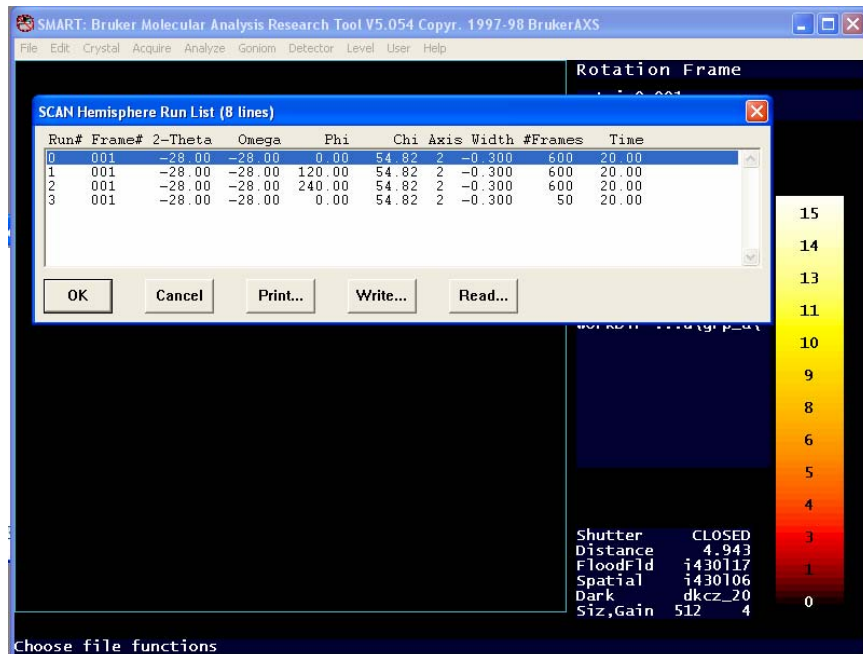 SMART: Bruker Molecular Analysis Research Tool V5.054 Copyr. 1997-98 BrukerAXS
File Edit Crystal Acquire Analyze Goniom Detector Level User Help
Rotation Frame
SCAN Hemisphere Run List (8 lines)
Run# Frame# 2-Theta Omega Phi Chi Axis Width #Frames Time
0 001 -28.00 -28.00 0.00 54.82 2 -0.300 600 20.00
1 001 -28.00 -28.00 120.00 54.82 2 -0.300 600 20.00
2 001 -28.00 -28.00 240.00 54.82 2 -0.300 600 20.00
3 001 -28.00 -28.00 0.00 54.82 2 -0.300 50 20.00
OK Cancel Print... Write... Read...
15
14
13
11
10
9
8
6
5
4
3
1
0
Shutter CLOSED
Distance 4.943
FloodFld i430l17
Spatial i430l06
Dark dkcz_20
Siz,Gain 512 4
Choose file functions